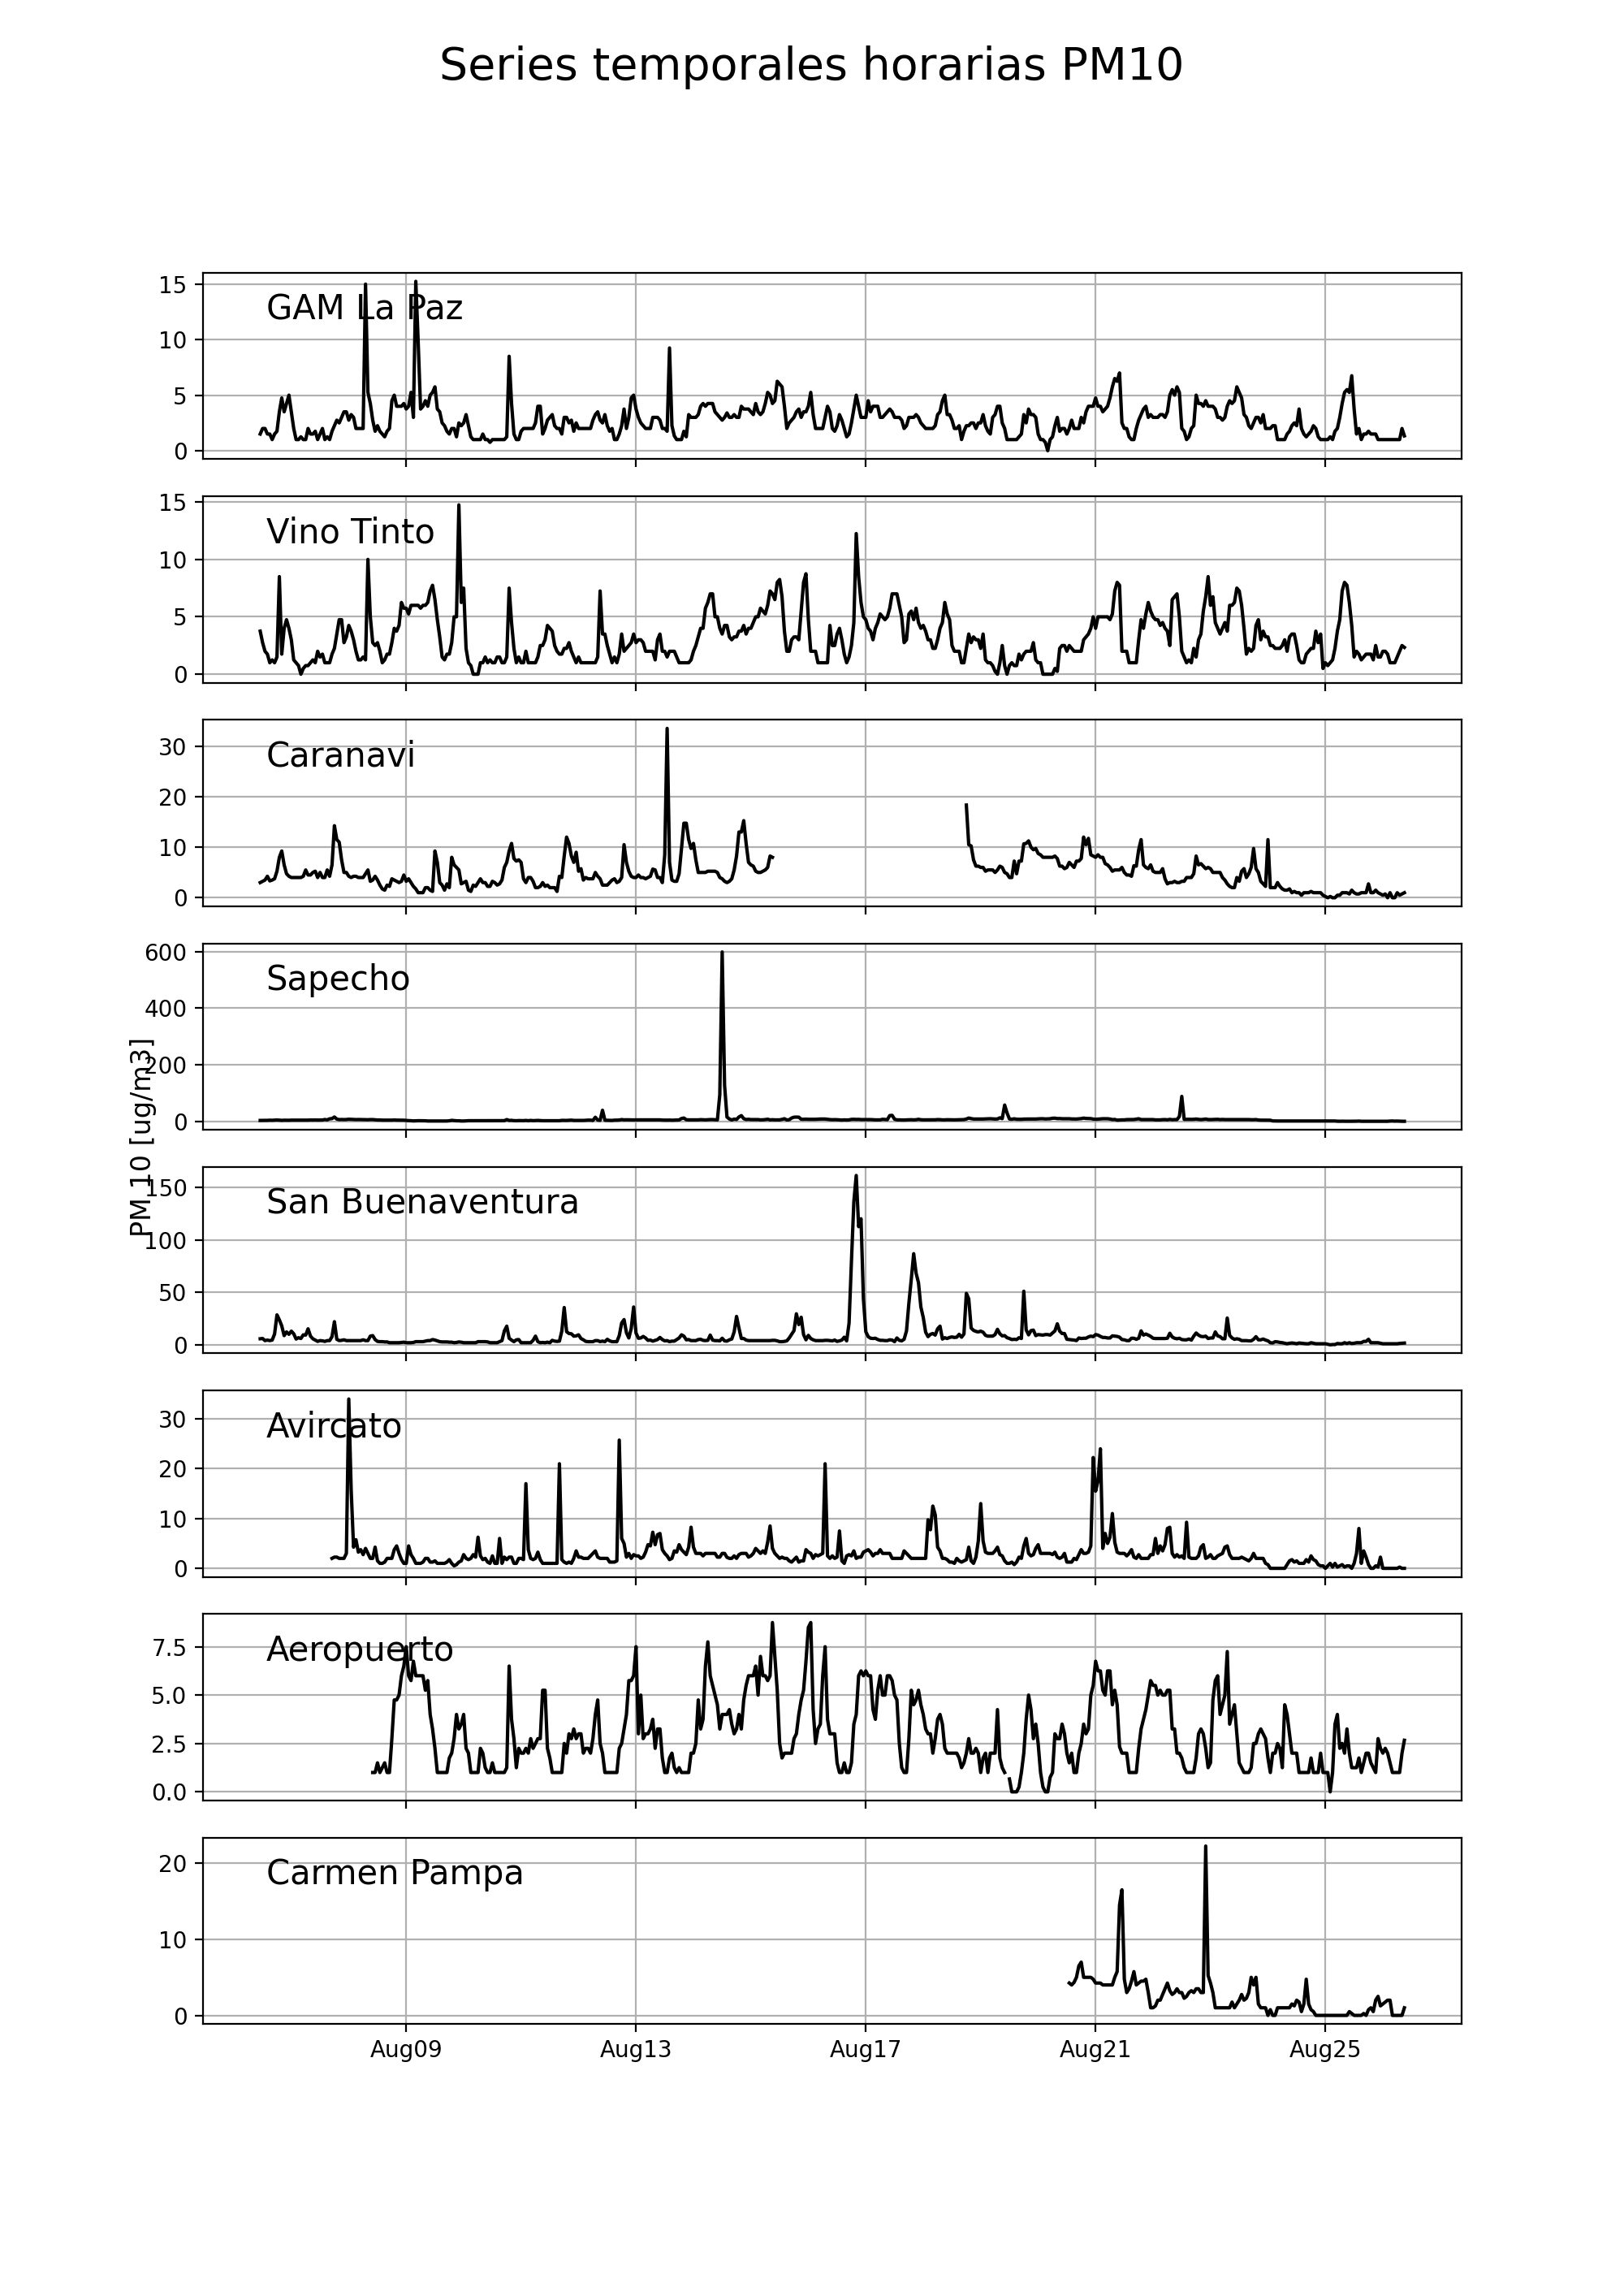 Series temporales horarias PM10
15
10
5
0
GAM La Paz
15
10
5
0
Vino Tinto
30
20
10
0
Caranavi
600
400
200
0
Sapecho
PM 10 [ug/m3]
150
100
50
0
San Buenaventura
30
20
10
0
Avircato
7.5
5.0
2.5
0.0
Aeropuerto
20
10
0
Carmen Pampa
Aug09 Aug13 Aug17 Aug21 Aug25